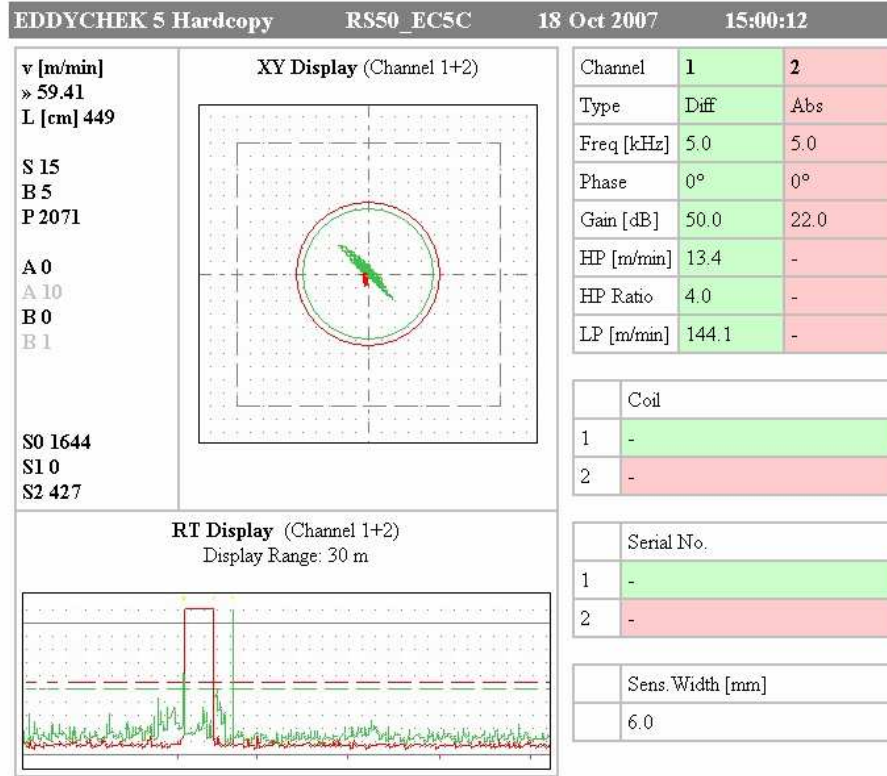 EDDYCHEK 5 Hardcopy RS50_EC5C 18 Oct 2007 15:00:12
v [m/min]
» 59.41
L [cm] 449
S 15
B 5
P 2071
A 0
A 10
B 0
B 1
S0 1644
S1 0
S2 427
XY Display (Channel 1+2)
RT Display (Channel 1+2)
Display Range: 30 m
Channel 1 2
Type Diff Abs
Freq [kHz] 5.0 5.0
Phase 0° 0°
Gain [dB] 50.0 22.0
HP [m/min] 13.4 -
HP Ratio 4.0 -
LP [m/min] 144.1 -
Coil
1 -
2 -
Serial No.
1 -
2 -
Sens.Width [mm]
6.0